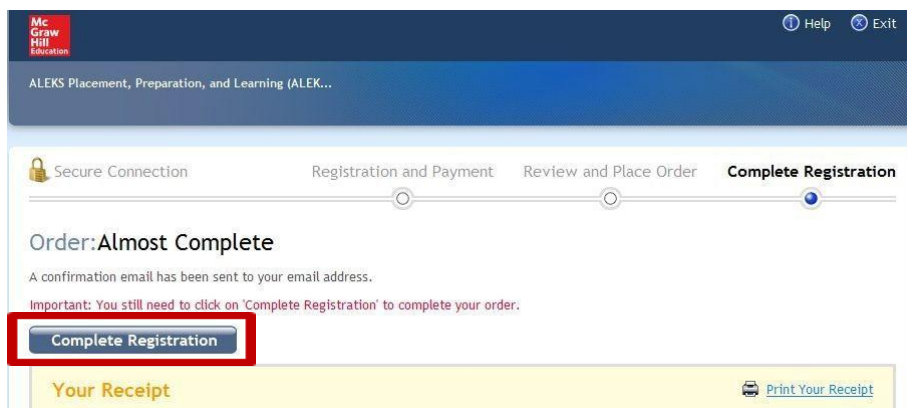 Mc
Graw
Hill
Education
Help Exit
ALEKS Placement, Preparation, and Learning (ALEK...
Secure Connection Registration and Payment Review and Place Order Complete Registration
Order:Almost Complete
A confirmation email has been sent to your email address.
Important: You still need to click on 'Complete Registration' to complete your order.
Complete Registration
Your Receipt Print Your Receipt